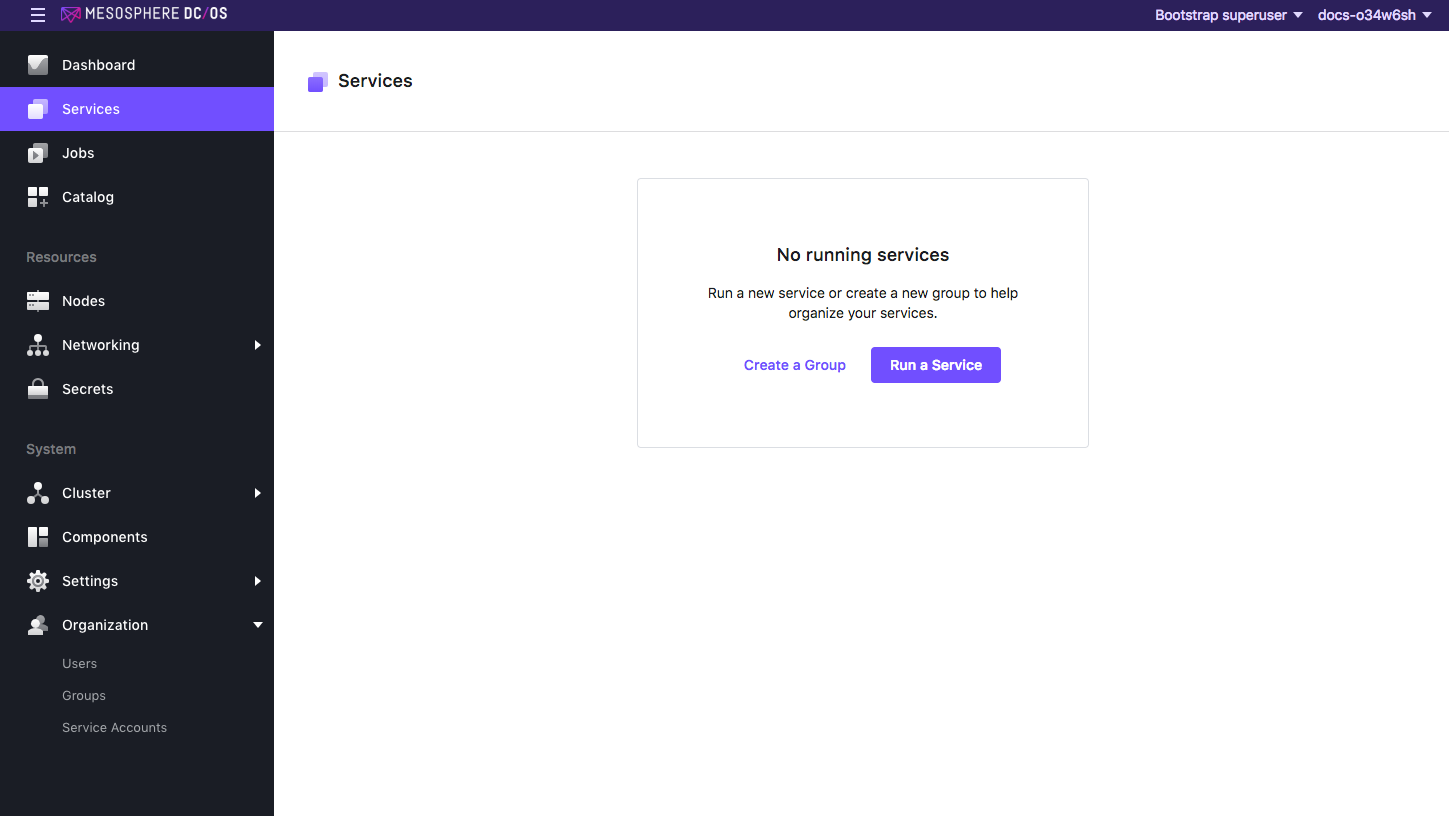 MESOSPHERE DC/OS
Bootstrap superuser
docs-o34w6sh
Dashboard
Services
Jobs
Catalog
Resources
Nodes
Networking
Secrets
System
Cluster
Components
Settings
Organization
Users
Groups
Service Accounts
Services
No running services
Run a new service or create a new group to help
organize your services.
Create a Group
Run a Service